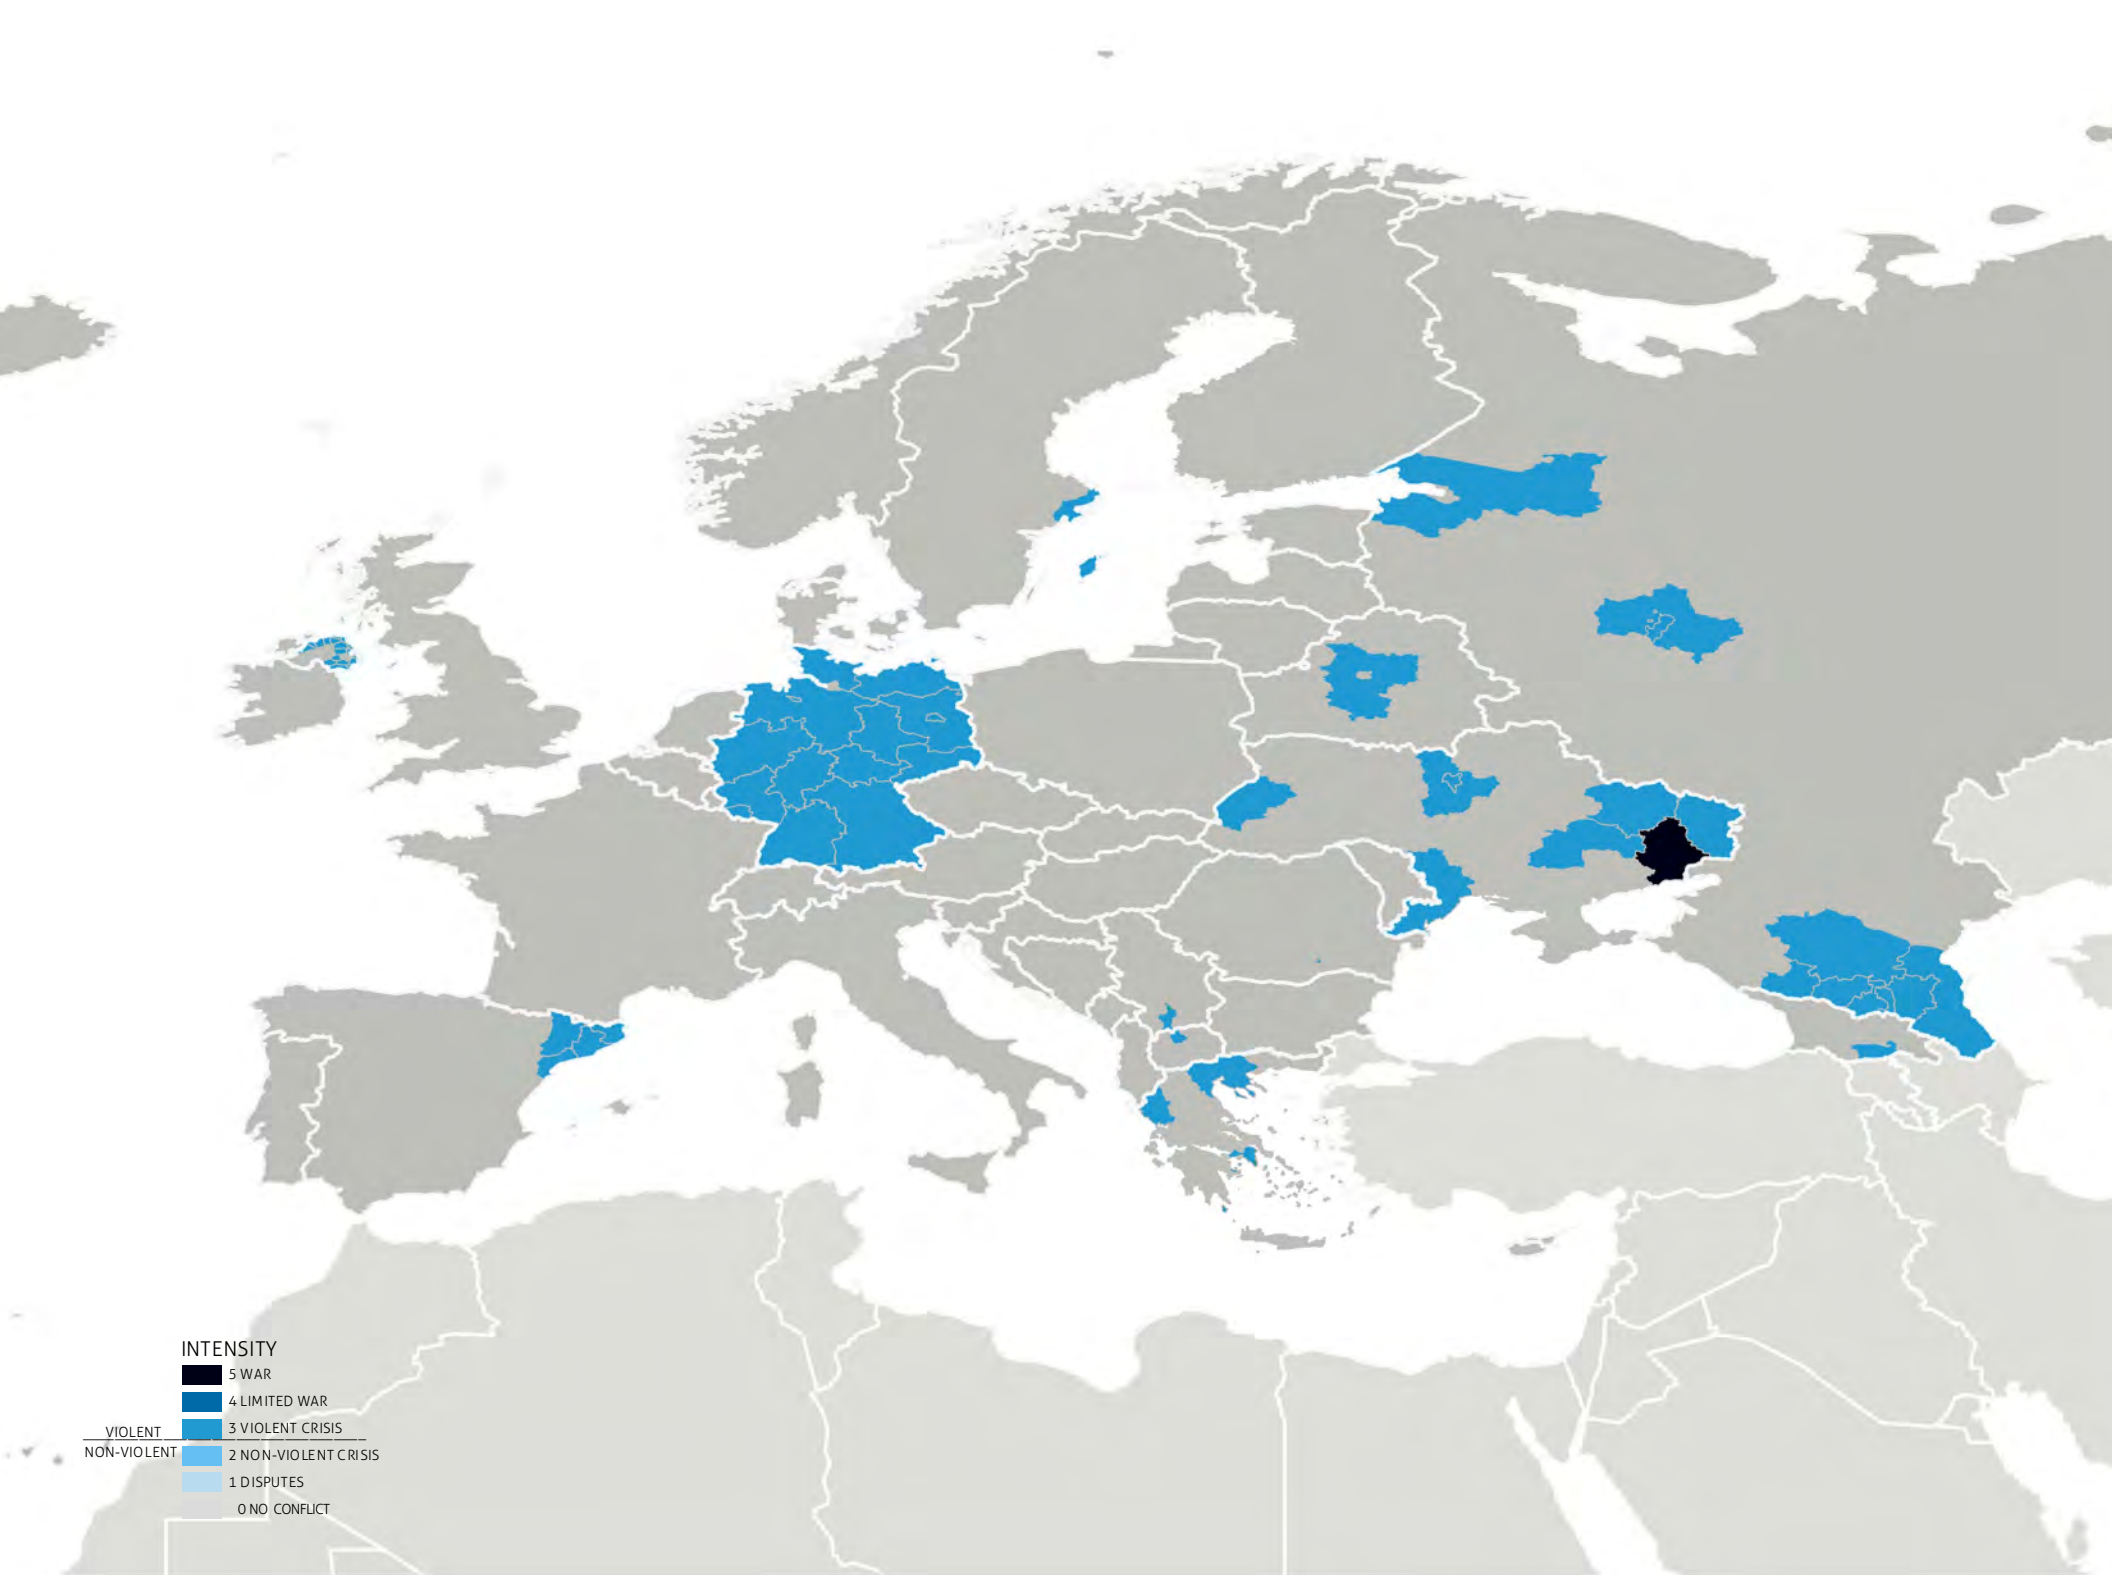 INTENSITY
5 WAR
4 LIMITED WAR
3 VIOLENT CRISIS
VIOLENT
NON-VIOLENT
2 NON-VIOLENT CRISIS
1 DISPUTES
0 NO CONFLICT